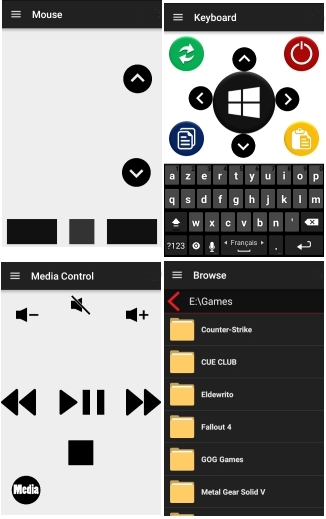 Mouse
Keyboard
a z e r t y u i o p
q s d f g h j k l m
w x c v b n '
?123 Français .
Media Control
Media
Browse
E:\Games
Counter-Strike
CUE CLUB
Eldewrito
Fallout 4
GOG Games
Metal Gear Solid V